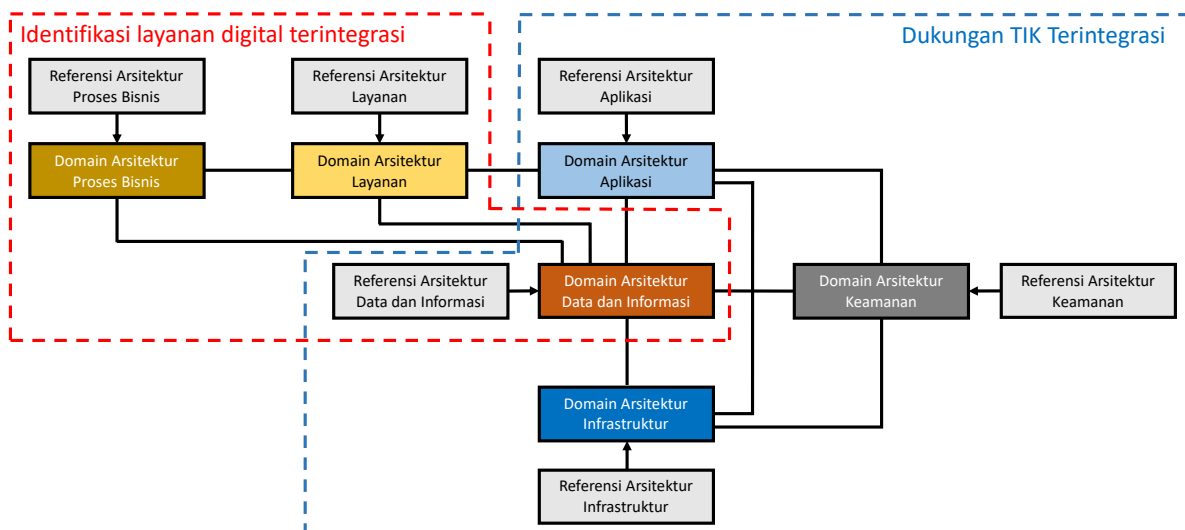 Identifikasi layanan digital terintegrasi
Dukungan TIK Terintegrasi
Referensi Arsitektur
Proses Bisnis
Referensi Arsitektur
Layanan
Referensi Arsitektur
Aplikasi
Domain Arsitektur
Proses Bisnis
Domain Arsitektur
Layanan
Domain Arsitektur
Aplikasi
Referensi Arsitektur
Data dan Informasi
Domain Arsitektur
Data dan Informasi
Domain Arsitektur
Keamanan
Referensi Arsitektur
Keamanan
Domain Arsitektur
Infrastruktur
Referensi Arsitektur
Infrastruktur